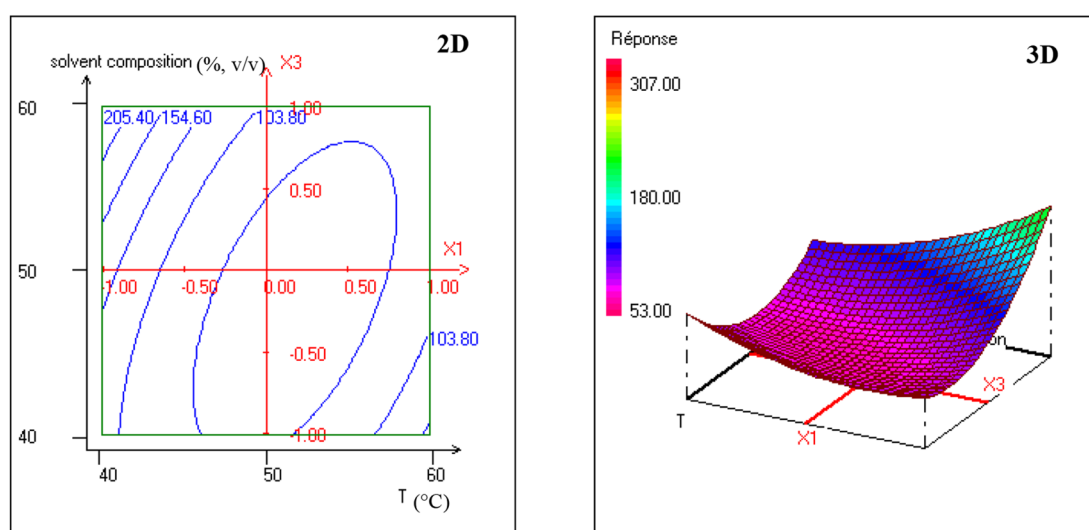 2D
solvent composition (%, v/v) X3
60
205.40 154.60 103.80 1.00
0.50
50 X1
-1.00 -0.50 0.00 0.50 1.00
-0.50
103.80
40 -1.00
40 50 60
T (°C)
Réponse
3D
307.00
180.00
53.00
on
T X1 X3